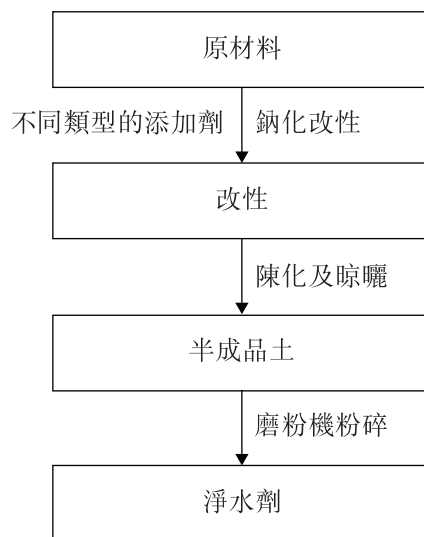 原材料
不同類型的添加劑 鈉化改性
改性
陳化及晾曬
半成品土
磨粉機粉碎
淨水劑